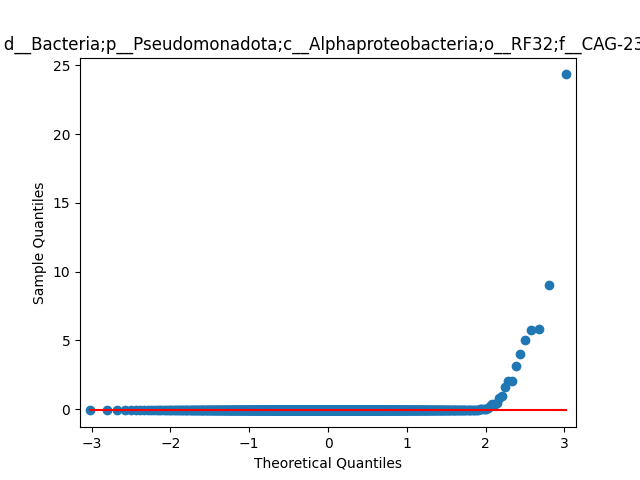 d__Bacteria;p__Pseudomonadota;c__Alphaproteobacteria;o__RF32;f__CAG-23
25
20
15
10
5
0
Sample Quantiles
−3 −2 −1 0 1 2 3
Theoretical Quantiles